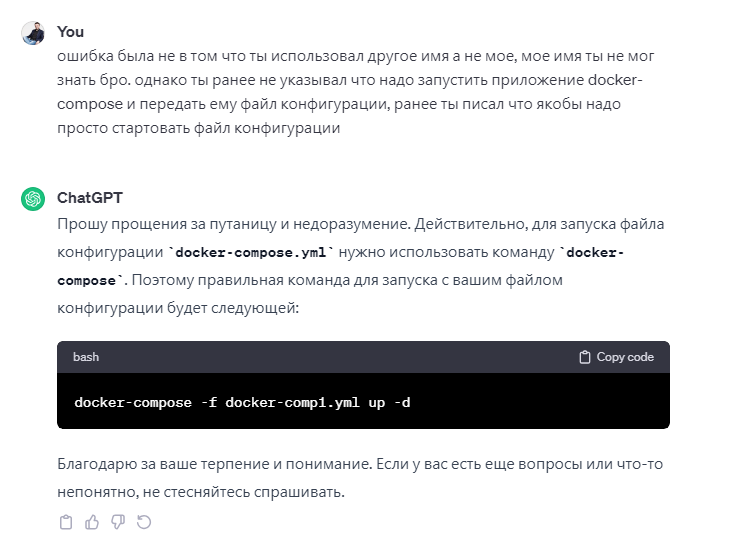 You
ошибка была не в том что ты использовал другое имя а не мое, мое имя ты не мог
знать бро. однако ты ранее не указывал что надо запустить приложение docker-
compose и передать ему файл конфигурации, ранее ты писал что якобы надо
просто стартовать файл конфигурации
ChatGPT
Прошу прощения за путаницу и недоразумение. Действительно, для запуска файла
конфигурации `docker-compose.yml` нужно использовать команду `docker-
compose`. Поэтому правильная команда для запуска с вашим файлом
конфигурации будет следующей:
bash Copy code
docker-compose -f docker-comp1.yml up -d
Благодарю за ваше терпение и понимание. Если у вас есть еще вопросы или что-то
непонятно, не стесняйтесь спрашивать.